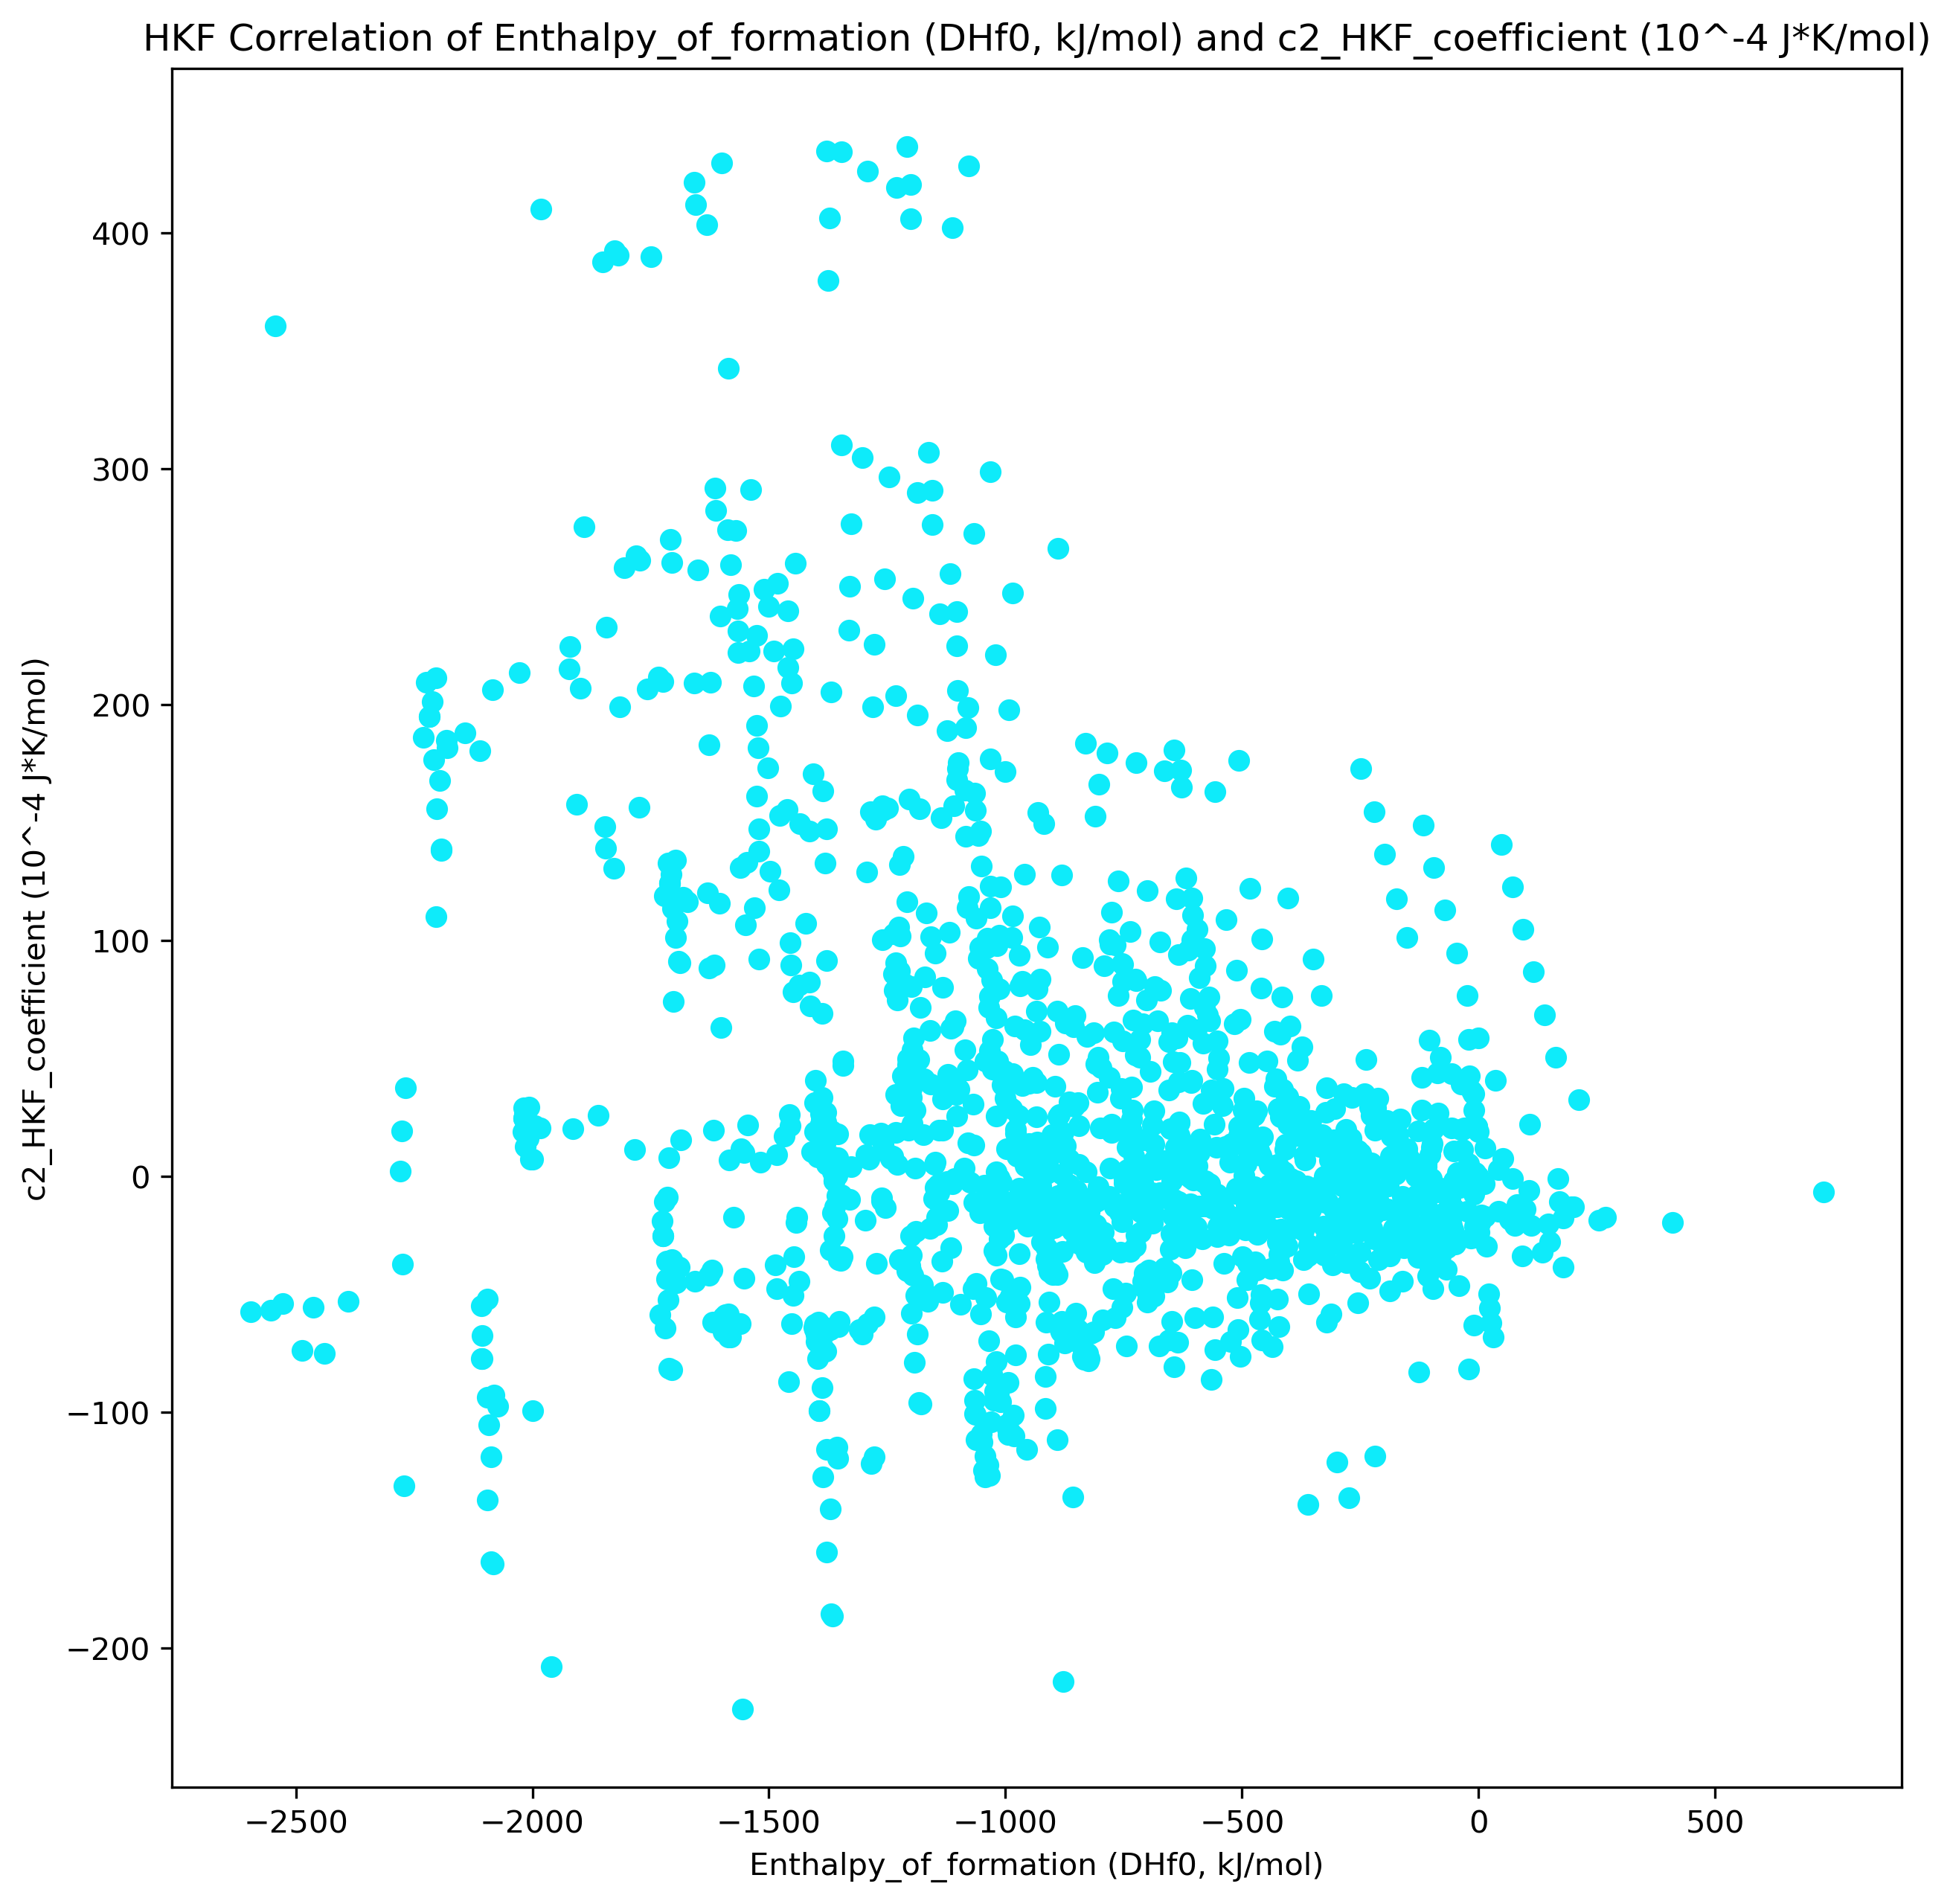 HKF Correlation of Enthalpy_of_formation (DHf0, kJ/mol) and c2_HKF_coefficient (10^-4 J*K/mol)
c2_HKF_coefficient (10^-4 J*K/mol)
400
300
200
100
0
−100
−200
−2500 −2000 −1500 −1000 −500 0 500
Enthalpy_of_formation (DHf0, kJ/mol)